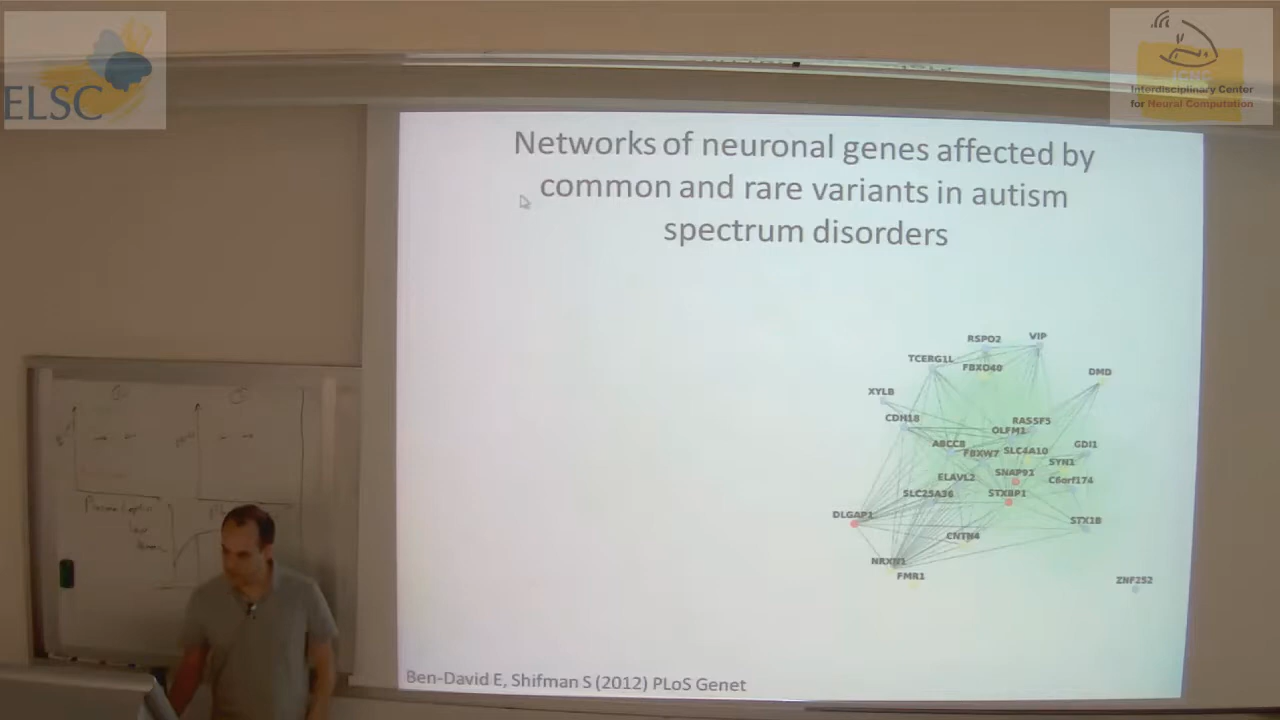 ELSC
ICSC
Interdisciplinary Center
for Neural Computation
Networks of neuronal genes affected by
common and rare variants in autism
spectrum disorders
RSPO2
VIP
TCERG1L
FBXO40
DMD
XYLB
CDH18
RASSF5
OLFM1
ABCC8
FBXW7
SLC4A10
GDI1
SYN1
SNAP91
C6orf174
ELAVL2
SLC25A36
STXBP1
DLGAP1
STX1B
CNTN4
NRXN1
FMR1
ZNF252
Ben-David E, Shifman S (2012) PLoS Genet